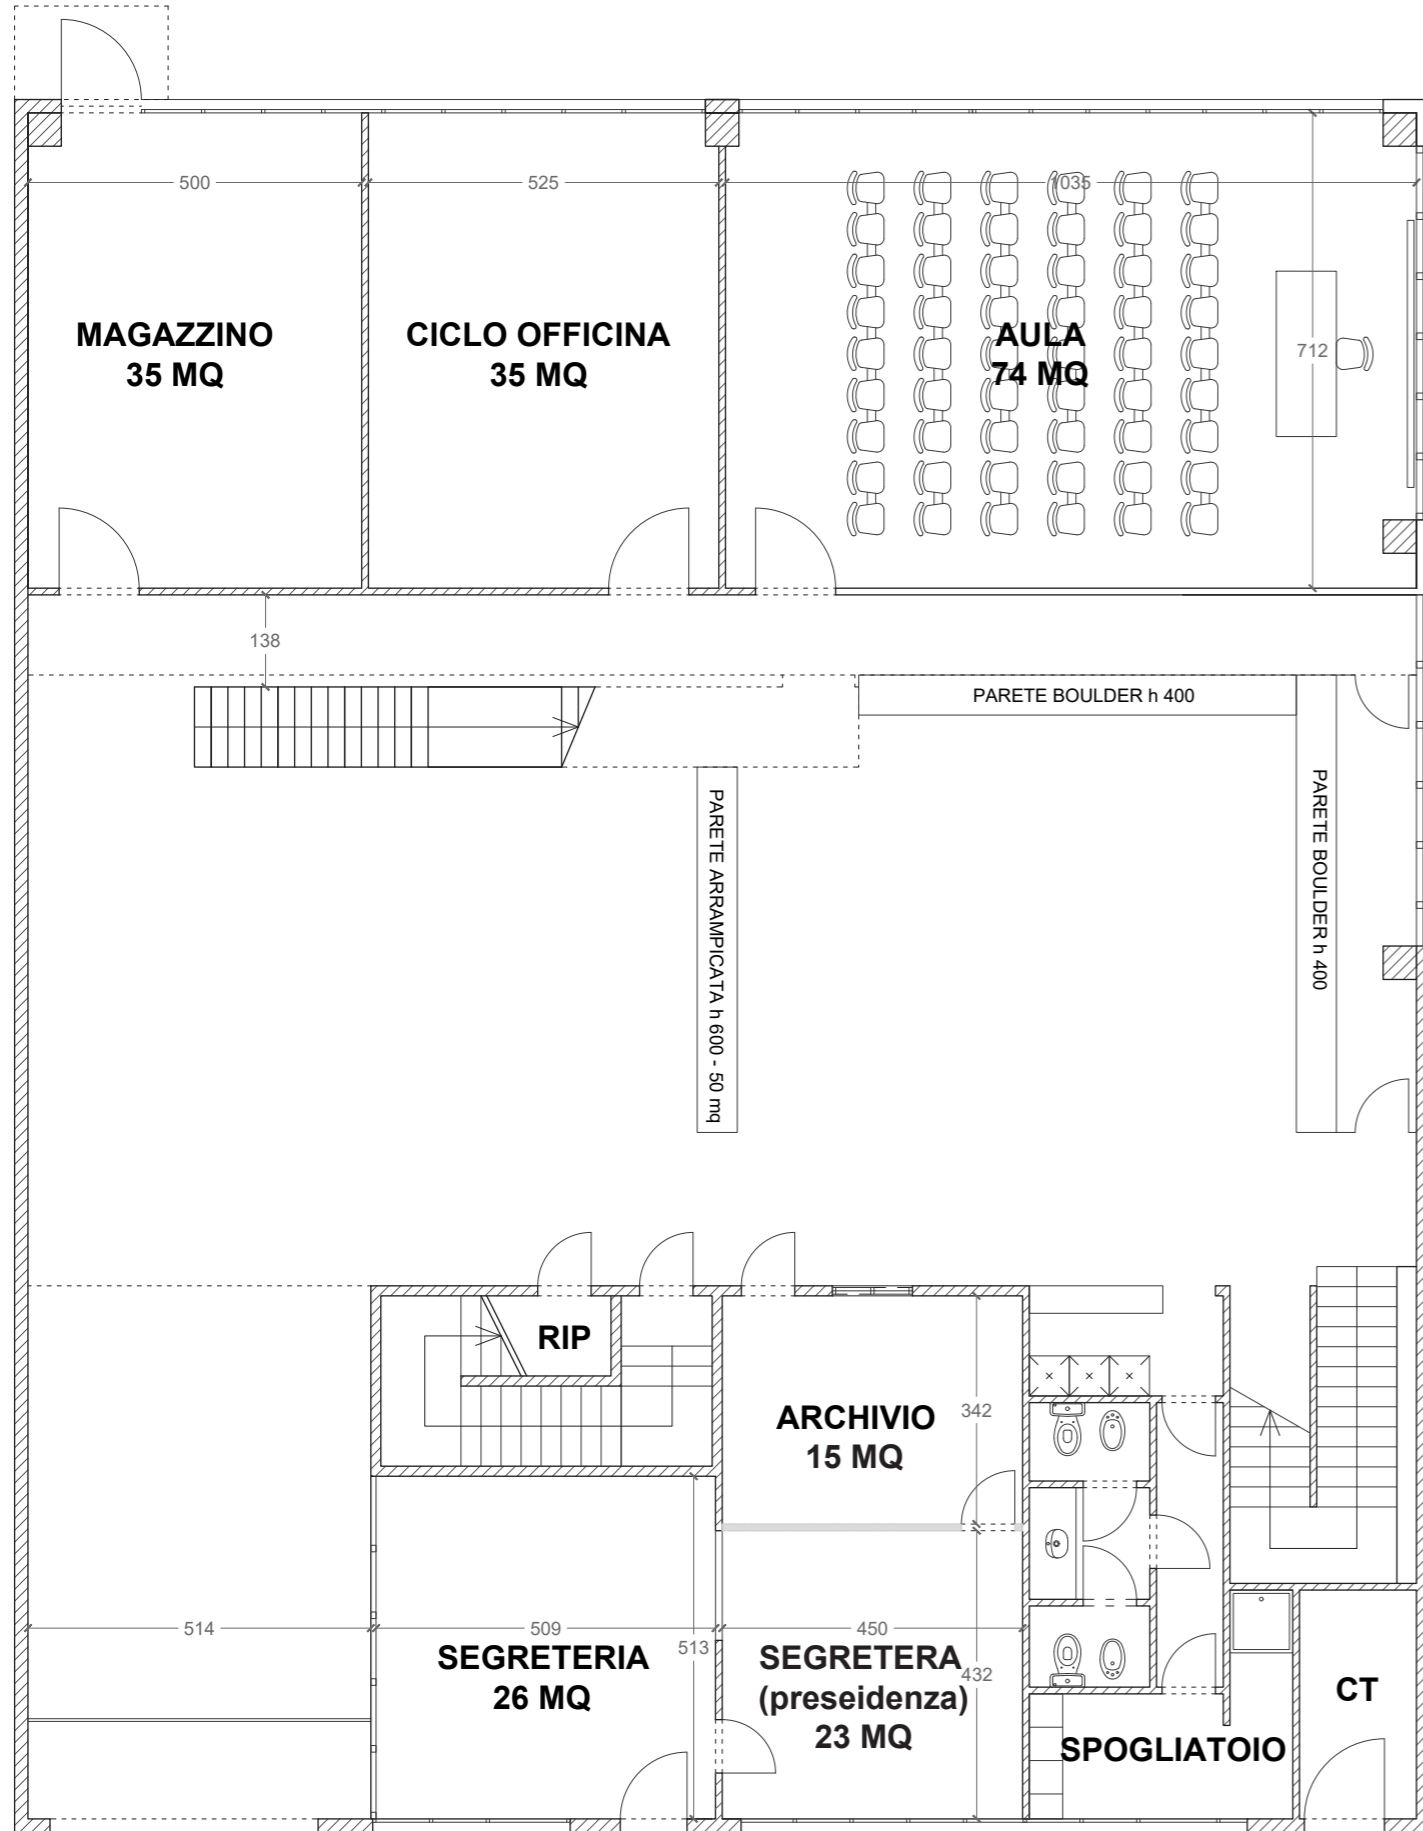 500
525
1035
MAGAZZINO
35 MQ
CICLO OFFICINA
35 MQ
AULA
74 MQ
712
138
PARETE BOULDER h 400
PARETE BOULDER h 400
PARETE ARRAMPICATA h 600 - 50 mq
RIP
ARCHIVIO
15 MQ
342
514
509
513
450
SEGRETERIA
26 MQ
SEGRETERA
(preseidenza)
23 MQ
432
CT
SPOGLIATOIO